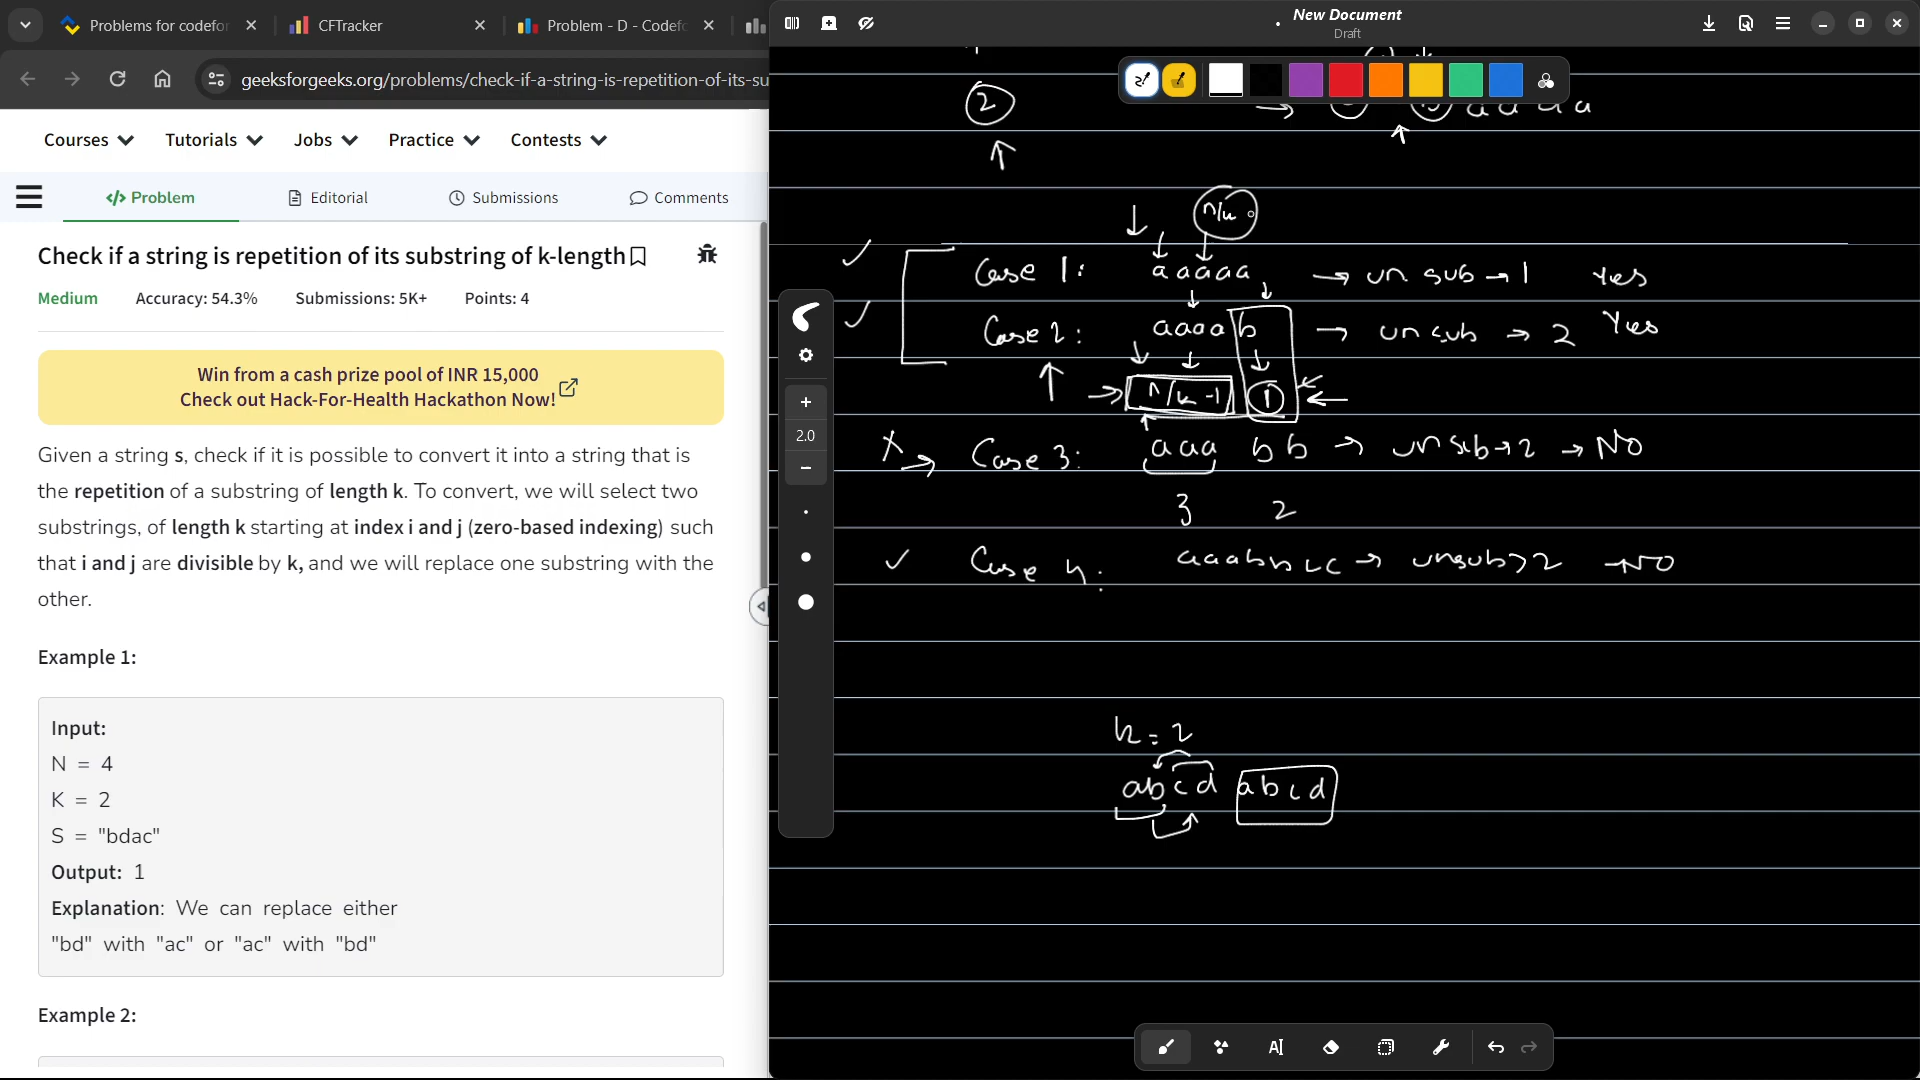 Problems for codefor
CFTracker
Problem - D - Codefo
geeksforgeeks.org/problems/check-if-a-string-is-repetition-of-its-su
Courses
Tutorials
Jobs
Practice
Contests
Problem
Editorial
Submissions
Comments
Check if a string is repetition of its substring of k-length
Medium
Accuracy: 54.3%
Submissions: 5K+
Points: 4
Win from a cash prize pool of INR 15,000
Check out Hack-For-Health Hackathon Now!
Given a string s, check if it is possible to convert it into a string that is
the repetition of a substring of length k. To convert, we will select two
substrings, of length k starting at index i and j (zero-based indexing) such
that i and j are divisible by k, and we will replace one substring with the
other.
Example 1:
Input:
N = 4
K = 2
S = "bdac"
Output: 1
Explanation: We can replace either
"bd" with "ac" or "ac" with "bd"
Example 2:
New Document
Draft
2
a a a a
n/k
Case 1: aaaaa → un sub → 1 Yes
Case 2: aaaa b → un sub → 2 Yes
n/k -1 1
X → Case 3: aaa bb → un sub → 2 → No
3 2
Case 4: aaabbcc → unsub > 2 → No
k = 2
abcd abcd
2.0